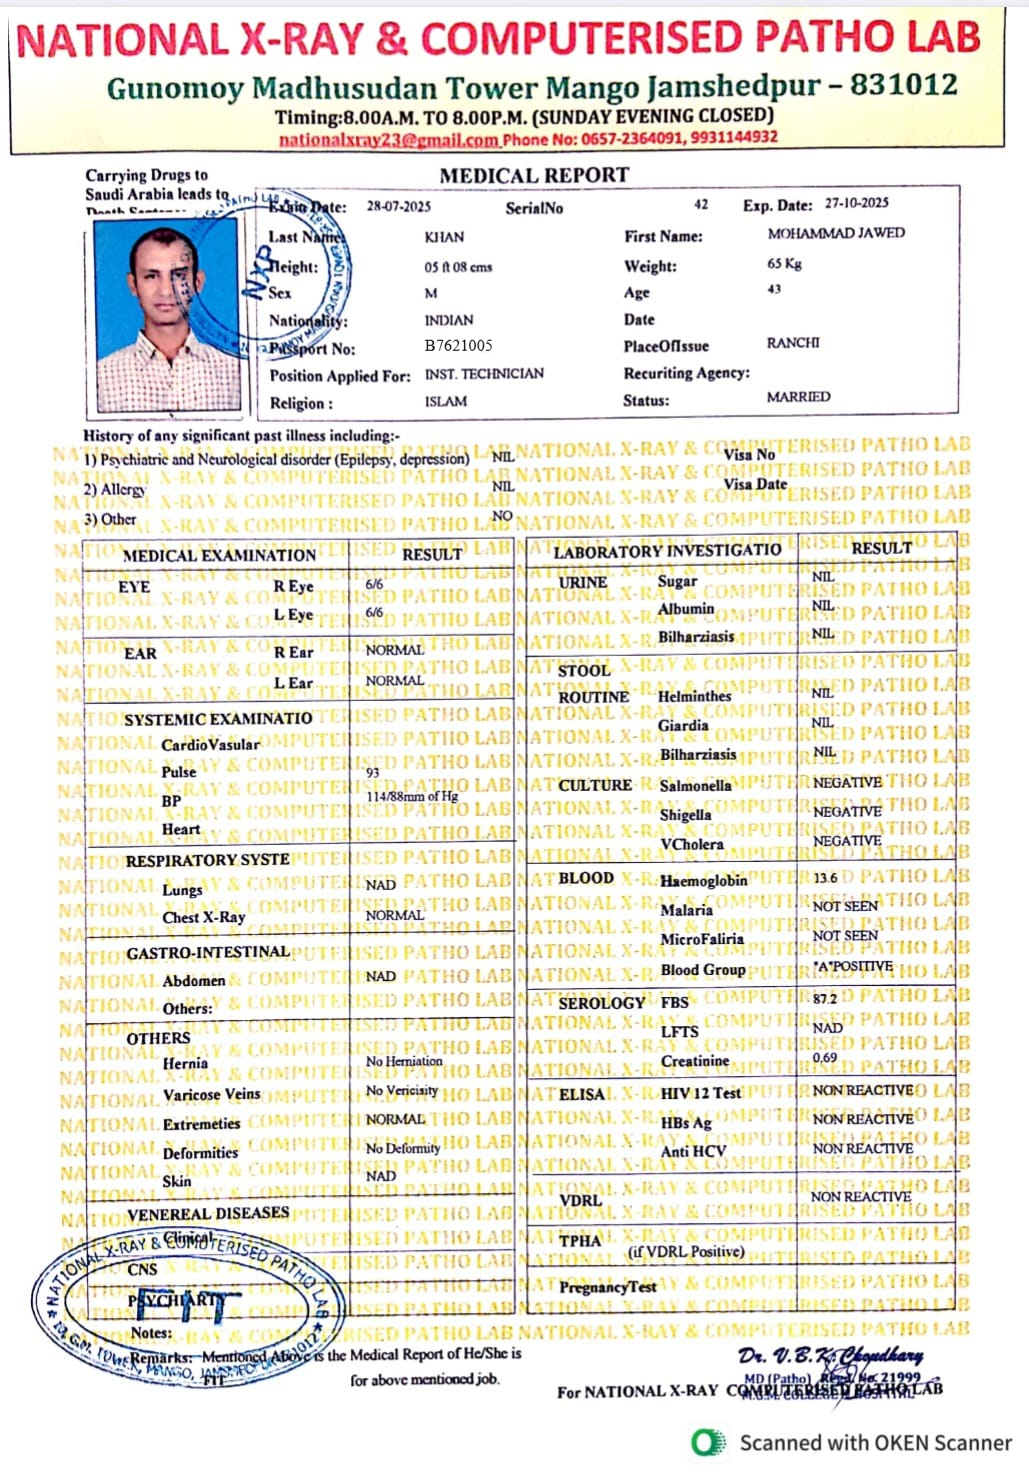 NATIONAL X-RAY & COMPUTERISED PATHO LAB
Gunomoy Madhusudan Tower Mango Jamshedpur – 831012
Timing:8.00A.M. TO 8.00P.M. (SUNDAY EVENING CLOSED)
nationalxray23@gmail.com Phone No: 0657-2364091, 9931144932
Carrying Drugs to
Saudi Arabia leads to
MEDICAL REPORT
Exam Date: 28-07-2025 SerialNo 42 Exp. Date: 27-10-2025
Last Name: KHAN First Name: MOHAMMAD JAWED
Height: 05 ft 08 cms Weight: 65 Kg
Sex M Age 43
Nationality: INDIAN Date
Passport No: B7621005 PlaceOfIssue RANCHI
Position Applied For: INST. TECHNICIAN Recuriting Agency:
Religion : ISLAM Status: MARRIED
NXP
History of any significant past illness including:-
1) Psychiatric and Neurological disorder (Epilepsy, depression) NIL Visa No
2) Allergy NIL Visa Date
3) Other NO
MEDICAL EXAMINATION RESULT
EYE R Eye 6/6
L Eye 6/6
EAR R Ear NORMAL
L Ear NORMAL
SYSTEMIC EXAMINATIO
CardioVasular
Pulse 93
BP 114/88mm of Hg
Heart
RESPIRATORY SYSTE
Lungs NAD
Chest X-Ray NORMAL
GASTRO-INTESTINAL
Abdomen NAD
Others:
OTHERS
Hernia No Herniation
Varicose Veins No Vericisity
Extremeties NORMAL
Deformities No Deformity
Skin NAD
VENEREAL DISEASES
Clinical
CNS
PSYCHIARTY
Notes:
LABORATORY INVESTIGATIO RESULT
URINE Sugar NIL
Albumin NIL
Bilharziasis NIL
STOOL
ROUTINE Helminthes NIL
Giardia NIL
Bilharziasis NIL
CULTURE Salmonella NEGATIVE
Shigella NEGATIVE
VCholera NEGATIVE
BLOOD Haemoglobin 13.6
Malaria NOT SEEN
MicroFaliria NOT SEEN
Blood Group "A"POSITIVE
SEROLOGY FBS 87.2
LFTS NAD
Creatinine 0.69
ELISA HIV 12 Test NON REACTIVE
HBs Ag NON REACTIVE
Anti HCV NON REACTIVE
VDRL NON REACTIVE
TPHA
(if VDRL Positive)
PregnancyTest
NATIONAL X-RAY & COMPUTERISED PATHO LAB
FIT
Remarks: Mentioned Above is the Medical Report of He/She is
FIT for above mentioned job.
Dr. V.B.K. Choudhary
MD (Patho) Regd. No. 21999
For NATIONAL X-RAY COMPUTERISED PATHO LAB
Scanned with OKEN Scanner